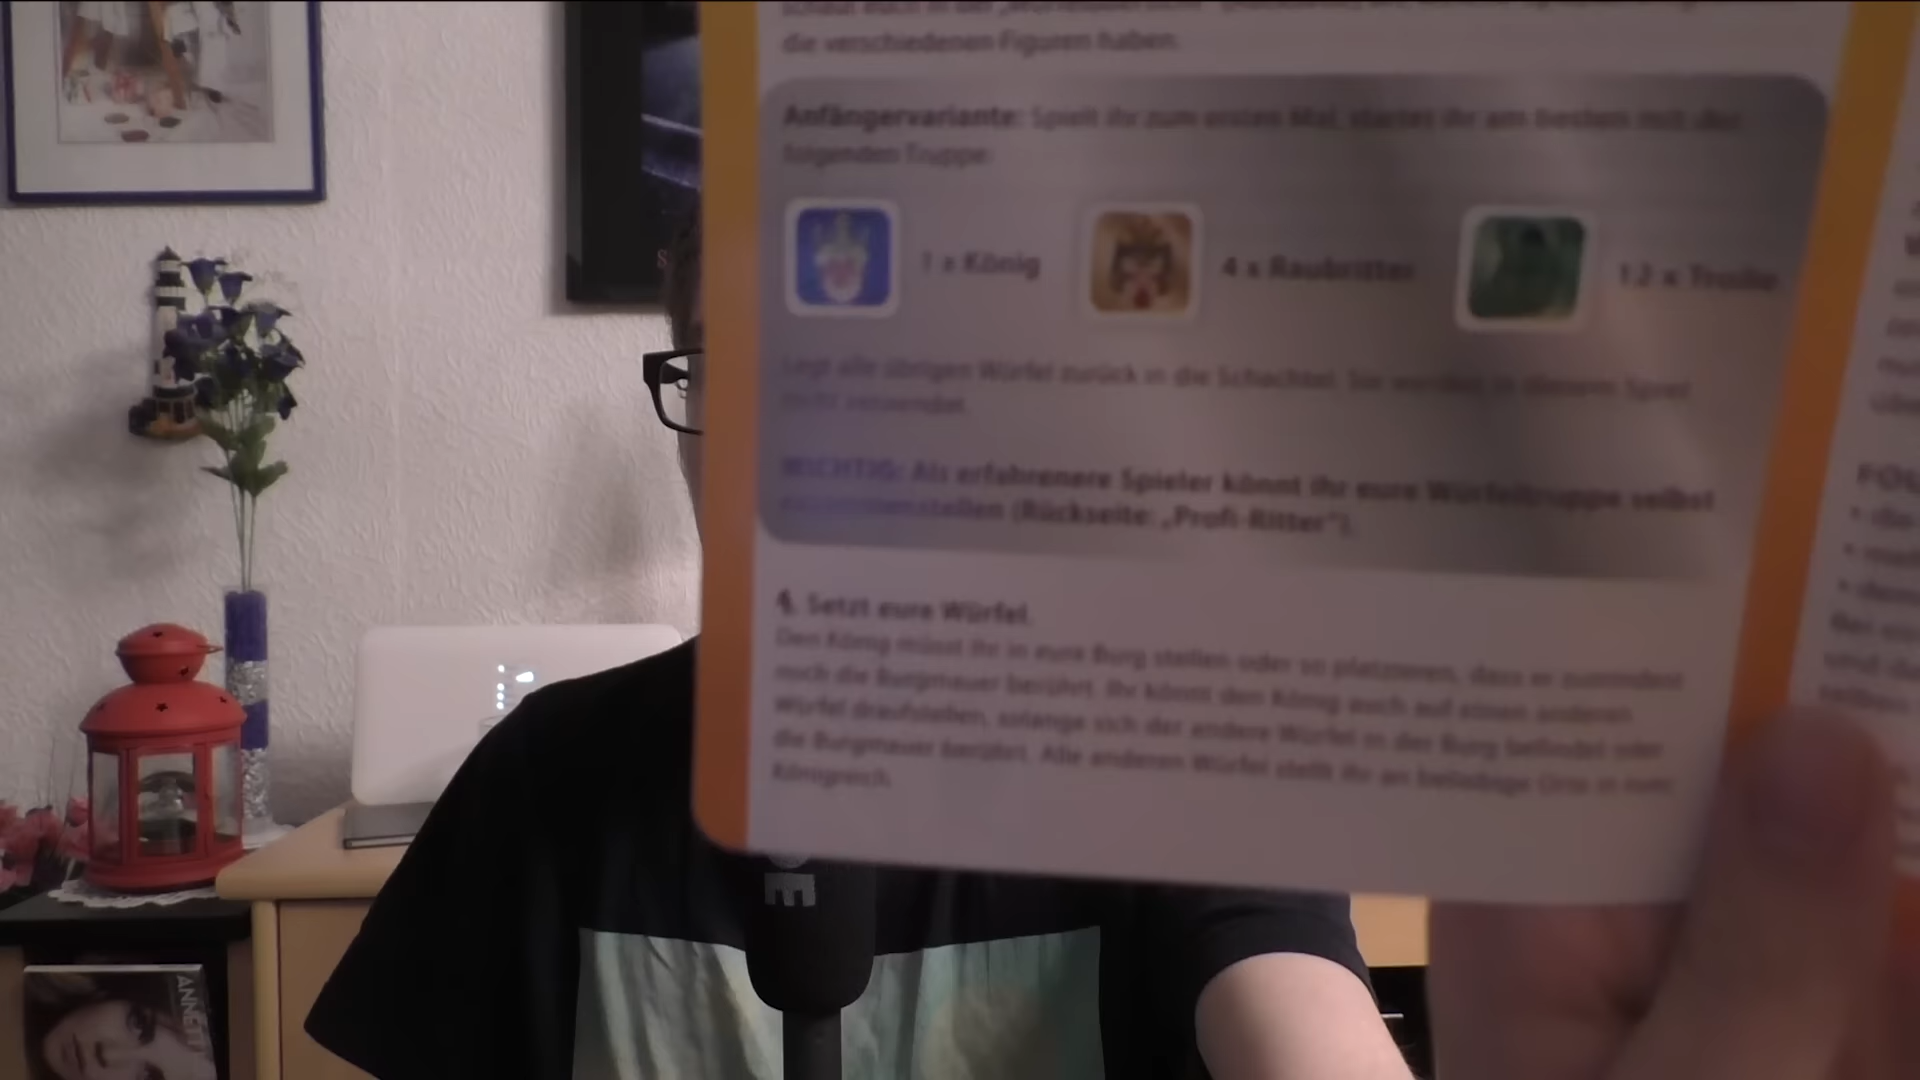 die verschiedenen Figuren haben.
Anfängervariante: Spielt ihr zum ersten Mal, startet ihr am besten mit der
folgenden Truppe:
1 x König
4 x Raubritter
12 x Trolle
Legt alle übrigen Würfel zurück in die Schachtel. Sie werden in diesem Spiel
nicht verwendet.
WICHTIG: Als erfahrenere Spieler könnt ihr eure Würfeltruppe selbst
zusammenstellen (Rückseite: „Profi-Ritter").
4. Setzt eure Würfel.
Den König müsst ihr in eure Burg stellen oder so platzieren, dass er zumindest
noch die Burgmauer berührt. Ihr könnt den König auch auf einen anderen
Würfel draufstellen, solange sich der andere Würfel in der Burg befindet oder
die Burgmauer berührt. Alle anderen Würfel stellt ihr an beliebige Orte in eurem
Königreich.
ANNETT